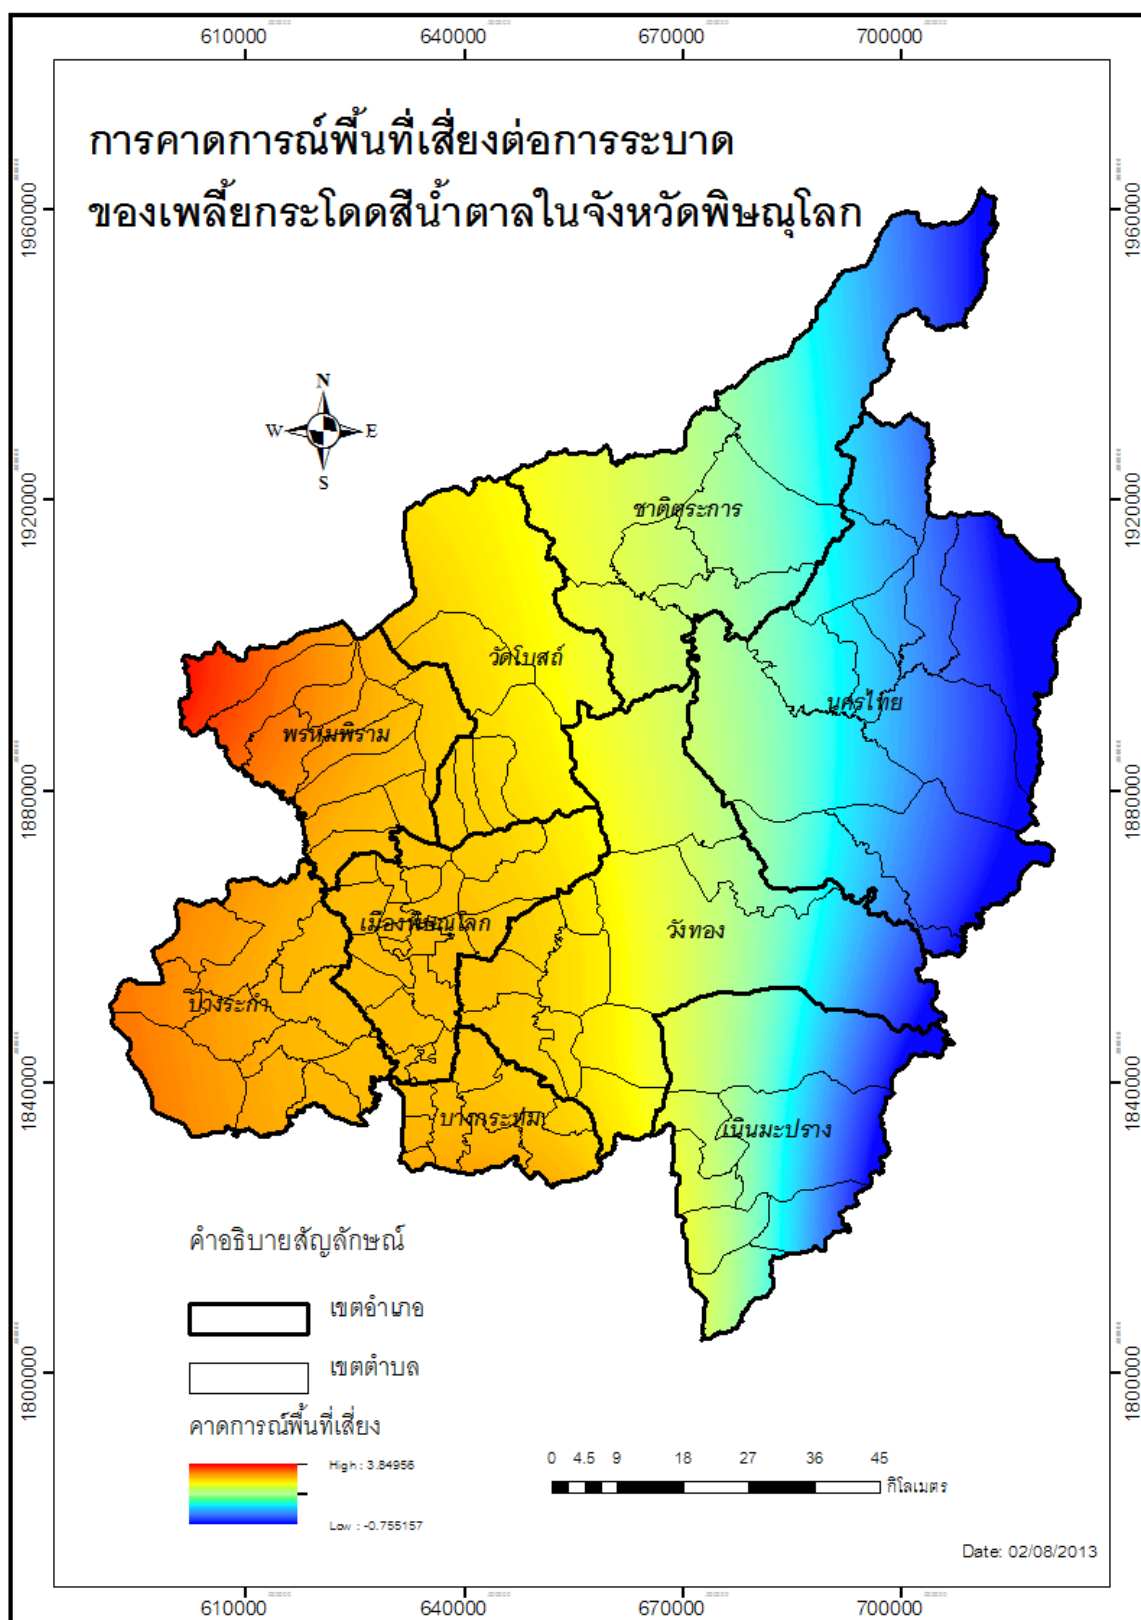 610000 640000 670000 700000
การคาดการณ์พื้นที่เสี่ยงต่อการระบาด
ของเพลี้ยกระโดดสีน้ำตาลในจังหวัดพิษณุโลก
1960000 1960000
N
W E
S
1920000 1920000
ชาติตระการ
วัดโบสถ์
นครไทย
พรหมพิราม
1880000 1880000
เมืองพิษณุโลก
วังทอง
บางระกำ
1840000 1840000
บางกระทุ่ม
เนินมะปราง
คำอธิบายสัญลักษณ์
เขตอำเภอ
เขตตำบล
1800000 1800000
คาดการณ์พื้นที่เสี่ยง
High : 3.84956
Low : -0.755157
0 4.5 9 18 27 36 45
กิโลเมตร
Date: 02/08/2013
610000 640000 670000 700000